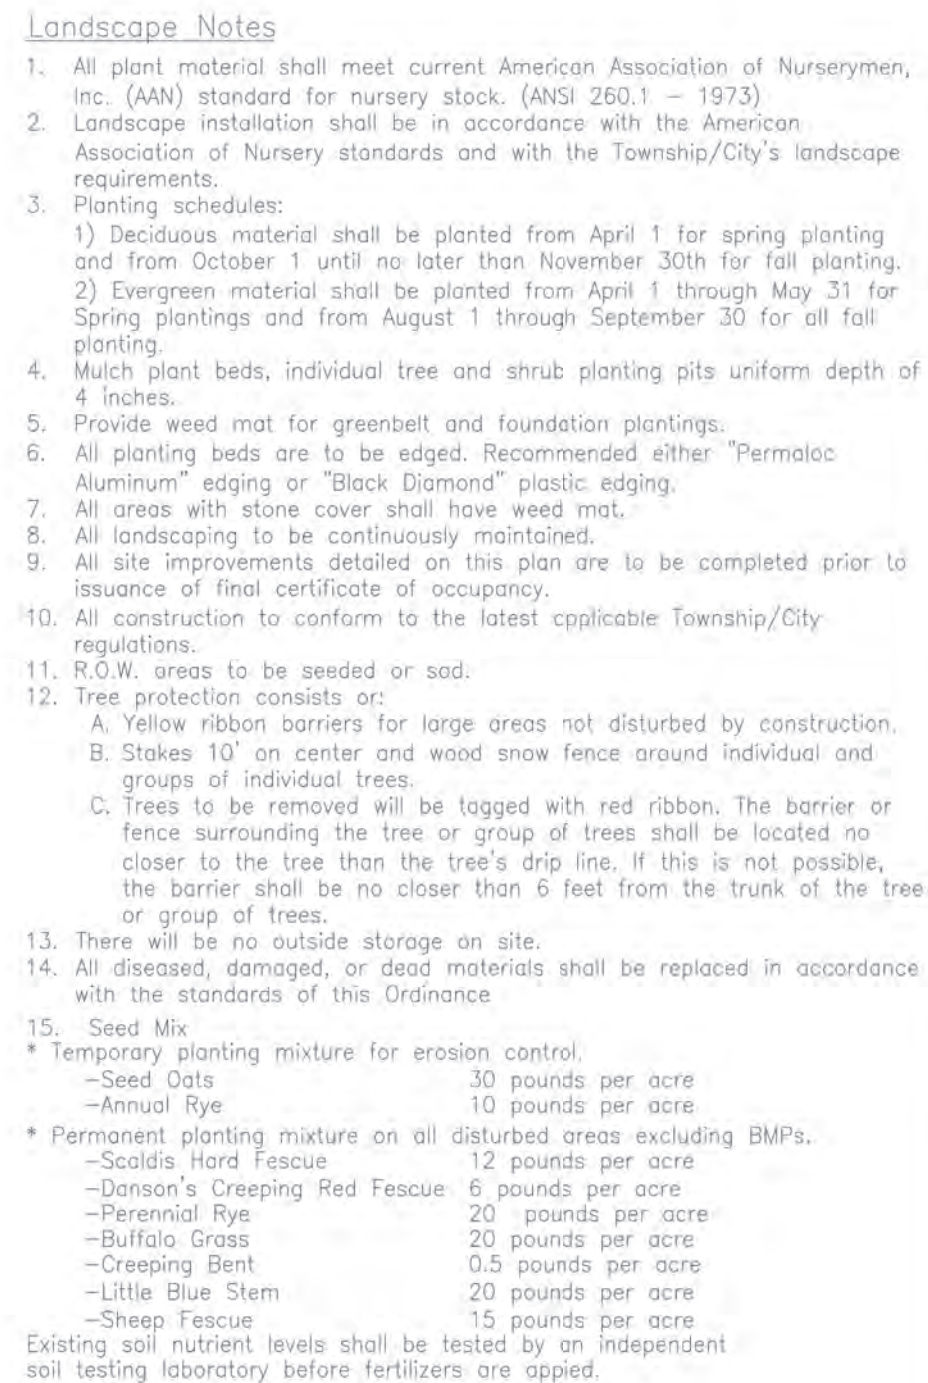 Landscape Notes
1. All plant material shall meet current American Association of Nurserymen,
Inc. (AAN) standard for nursery stock. (ANSI 260.1 – 1973)
2. Landscape installation shall be in accordance with the American
Association of Nursery standards and with the Township/City's landscape
requirements.
3. Planting schedules:
1) Deciduous material shall be planted from April 1 for spring planting
and from October 1 until no later than November 30th for fall planting.
2) Evergreen material shall be planted from April 1 through May 31 for
Spring plantings and from August 1 through September 30 for all fall
planting.
4. Mulch plant beds, individual tree and shrub planting pits uniform depth of
4 inches.
5. Provide weed mat for greenbelt and foundation plantings.
6. All planting beds are to be edged. Recommended either "Permaloc
Aluminum" edging or "Black Diamond" plastic edging.
7. All areas with stone cover shall have weed mat.
8. All landscaping to be continuously maintained.
9. All site improvements detailed on this plan are to be completed prior to
issuance of final certificate of occupancy.
10. All construction to conform to the latest applicable Township/City
regulations.
11. R.O.W. areas to be seeded or sod.
12. Tree protection consists or:
A. Yellow ribbon barriers for large areas not disturbed by construction.
B. Stakes 10' on center and wood snow fence around individual and
groups of individual trees.
C. Trees to be removed will be tagged with red ribbon. The barrier or
fence surrounding the tree or group of trees shall be located no
closer to the tree than the tree's drip line. If this is not possible,
the barrier shall be no closer than 6 feet from the trunk of the tree
or group of trees.
13. There will be no outside storage on site.
14. All diseased, damaged, or dead materials shall be replaced in accordance
with the standards of this Ordinance
15. Seed Mix
* Temporary planting mixture for erosion control.
–Seed Oats 30 pounds per acre
–Annual Rye 10 pounds per acre
* Permanent planting mixture on all disturbed areas excluding BMPs.
–Scaldis Hard Fescue 12 pounds per acre
–Danson's Creeping Red Fescue 6 pounds per acre
–Perennial Rye 20 pounds per acre
–Buffalo Grass 20 pounds per acre
–Creeping Bent 0.5 pounds per acre
–Little Blue Stem 20 pounds per acre
–Sheep Fescue 15 pounds per acre
Existing soil nutrient levels shall be tested by an independent
soil testing laboratory before fertilizers are appied.